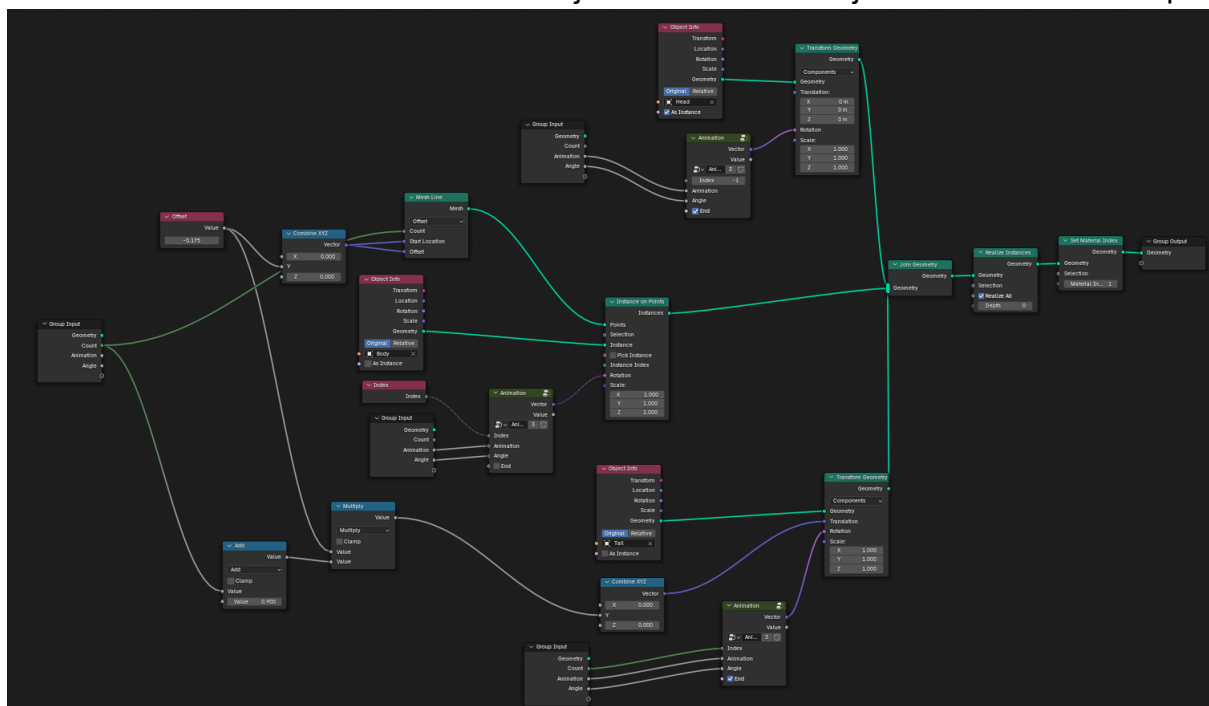 Object Info
Transform
Location
Rotation
Scale
Geometry
Original Relative
Head
As Instance
Transform Geometry
Geometry
Components
Geometry
Translation:
X 0 m
Y 0 m
Z 0 m
Rotation
Scale:
X 1.000
Y 1.000
Z 1.000
Group Input
Geometry
Count
Animation
Angle
Animation
Vector
Value
Ani...
Index -1
Animation
Angle
End
Mesh Line
Mesh
Offset
Count
Start Location
Offset
Offset
Value
-0.175
Combine XYZ
Vector
X 0.000
Y
Z 0.000
Object Info
Transform
Location
Rotation
Scale
Geometry
Original Relative
Body
As Instance
Group Input
Geometry
Count
Animation
Angle
Instance on Points
Instances
Points
Selection
Instance
Pick Instance
Instance Index
Rotation
Scale:
X 1.000
Y 1.000
Z 1.000
Join Geometry
Geometry
Geometry
Realize Instances
Geometry
Geometry
Selection
Realize All
Depth 0
Set Material Index
Geometry
Geometry
Selection
Material In... 1
Group Output
Geometry
Index
Index
Group Input
Geometry
Count
Animation
Angle
Animation
Vector
Value
Ani...
Index
Animation
Angle
End
Multiply
Value
Multiply
Clamp
Value
Value
Add
Value
Add
Clamp
Value
Value 0.900
Object Info
Transform
Location
Rotation
Scale
Geometry
Original Relative
Tail
As Instance
Transform Geometry
Geometry
Components
Geometry
Translation
Rotation
Scale:
X 1.000
Y 1.000
Z 1.000
Combine XYZ
Vector
X 0.000
Y
Z 0.000
Animation
Vector
Value
Ani...
Index
Animation
Angle
End
Group Input
Geometry
Count
Animation
Angle